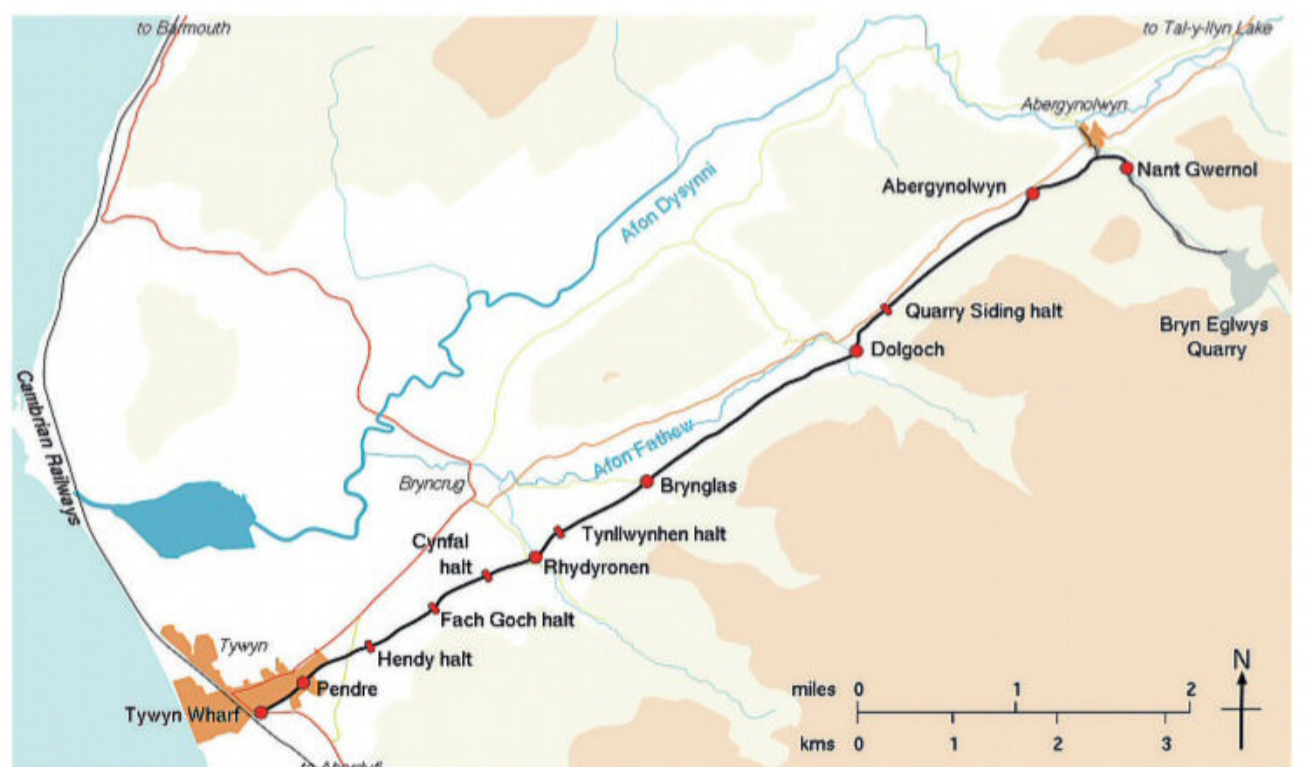 to Barmouth
to Tal-y-llyn Lake
Abergynolwyn
Nant Gwernol
Abergynolwyn
Afon Dysynni
Quarry Siding halt
Bryn Eglwys
Quarry
Dolgoch
Cambrian Railways
Afon Fathew
Bryncrug
Brynglas
Tynllwynhen halt
Cynfal
halt
Rhydyronen
Fach Goch halt
Tywyn
Hendy halt
Pendre
Tywyn Wharf
N
miles 0 1 2
kms 0 1 2 3